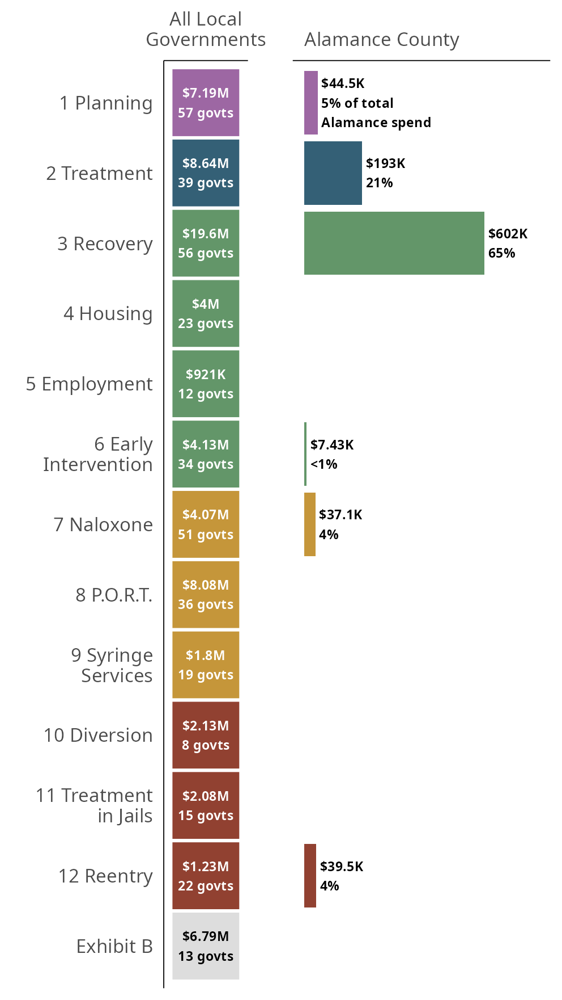 All Local
Governments
Alamance County
1 Planning
$7.19M
57 govts
$44.5K
5% of total
Alamance spend
2 Treatment
$8.64M
39 govts
$193K
21%
3 Recovery
$19.6M
56 govts
$602K
65%
4 Housing
$4M
23 govts
5 Employment
$921K
12 govts
6 Early
Intervention
$4.13M
34 govts
$7.43K
<1%
7 Naloxone
$4.07M
51 govts
$37.1K
4%
8 P.O.R.T.
$8.08M
36 govts
9 Syringe
Services
$1.8M
19 govts
10 Diversion
$2.13M
8 govts
11 Treatment
in Jails
$2.08M
15 govts
12 Reentry
$1.23M
22 govts
$39.5K
4%
Exhibit B
$6.79M
13 govts